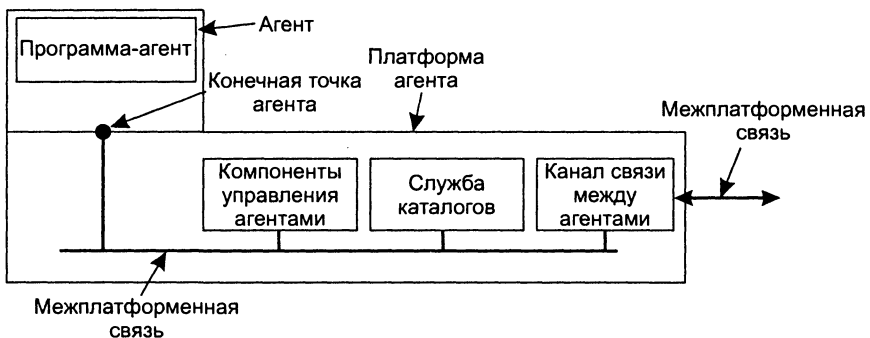 Программа-агент
Агент
Конечная точка
агента
Платформа
агента
Межплатформенная
связь
Компоненты
управления
агентами
Служба
каталогов
Канал связи
между
агентами
Межплатформенная
связь